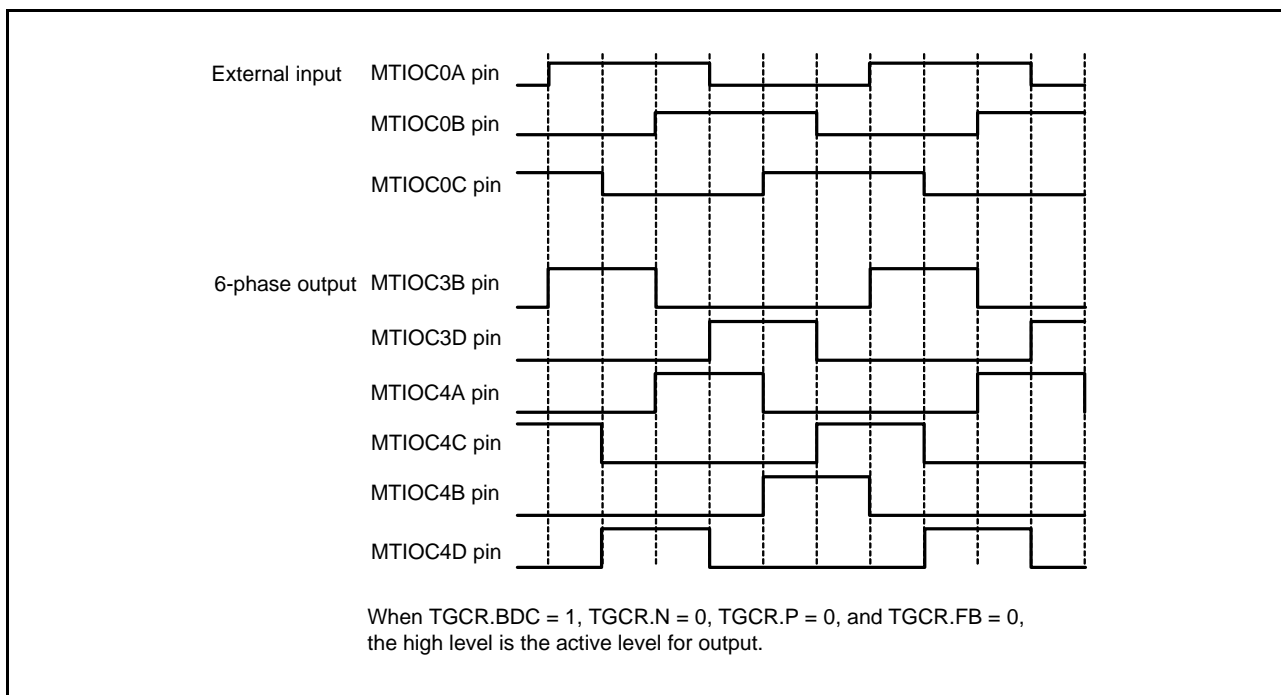 External input MTIOC0A pin
MTIOC0B pin
MTIOC0C pin
6-phase output MTIOC3B pin
MTIOC3D pin
MTIOC4A pin
MTIOC4C pin
MTIOC4B pin
MTIOC4D pin
When TGCR.BDC = 1, TGCR.N = 0, TGCR.P = 0, and TGCR.FB = 0,
the high level is the active level for output.